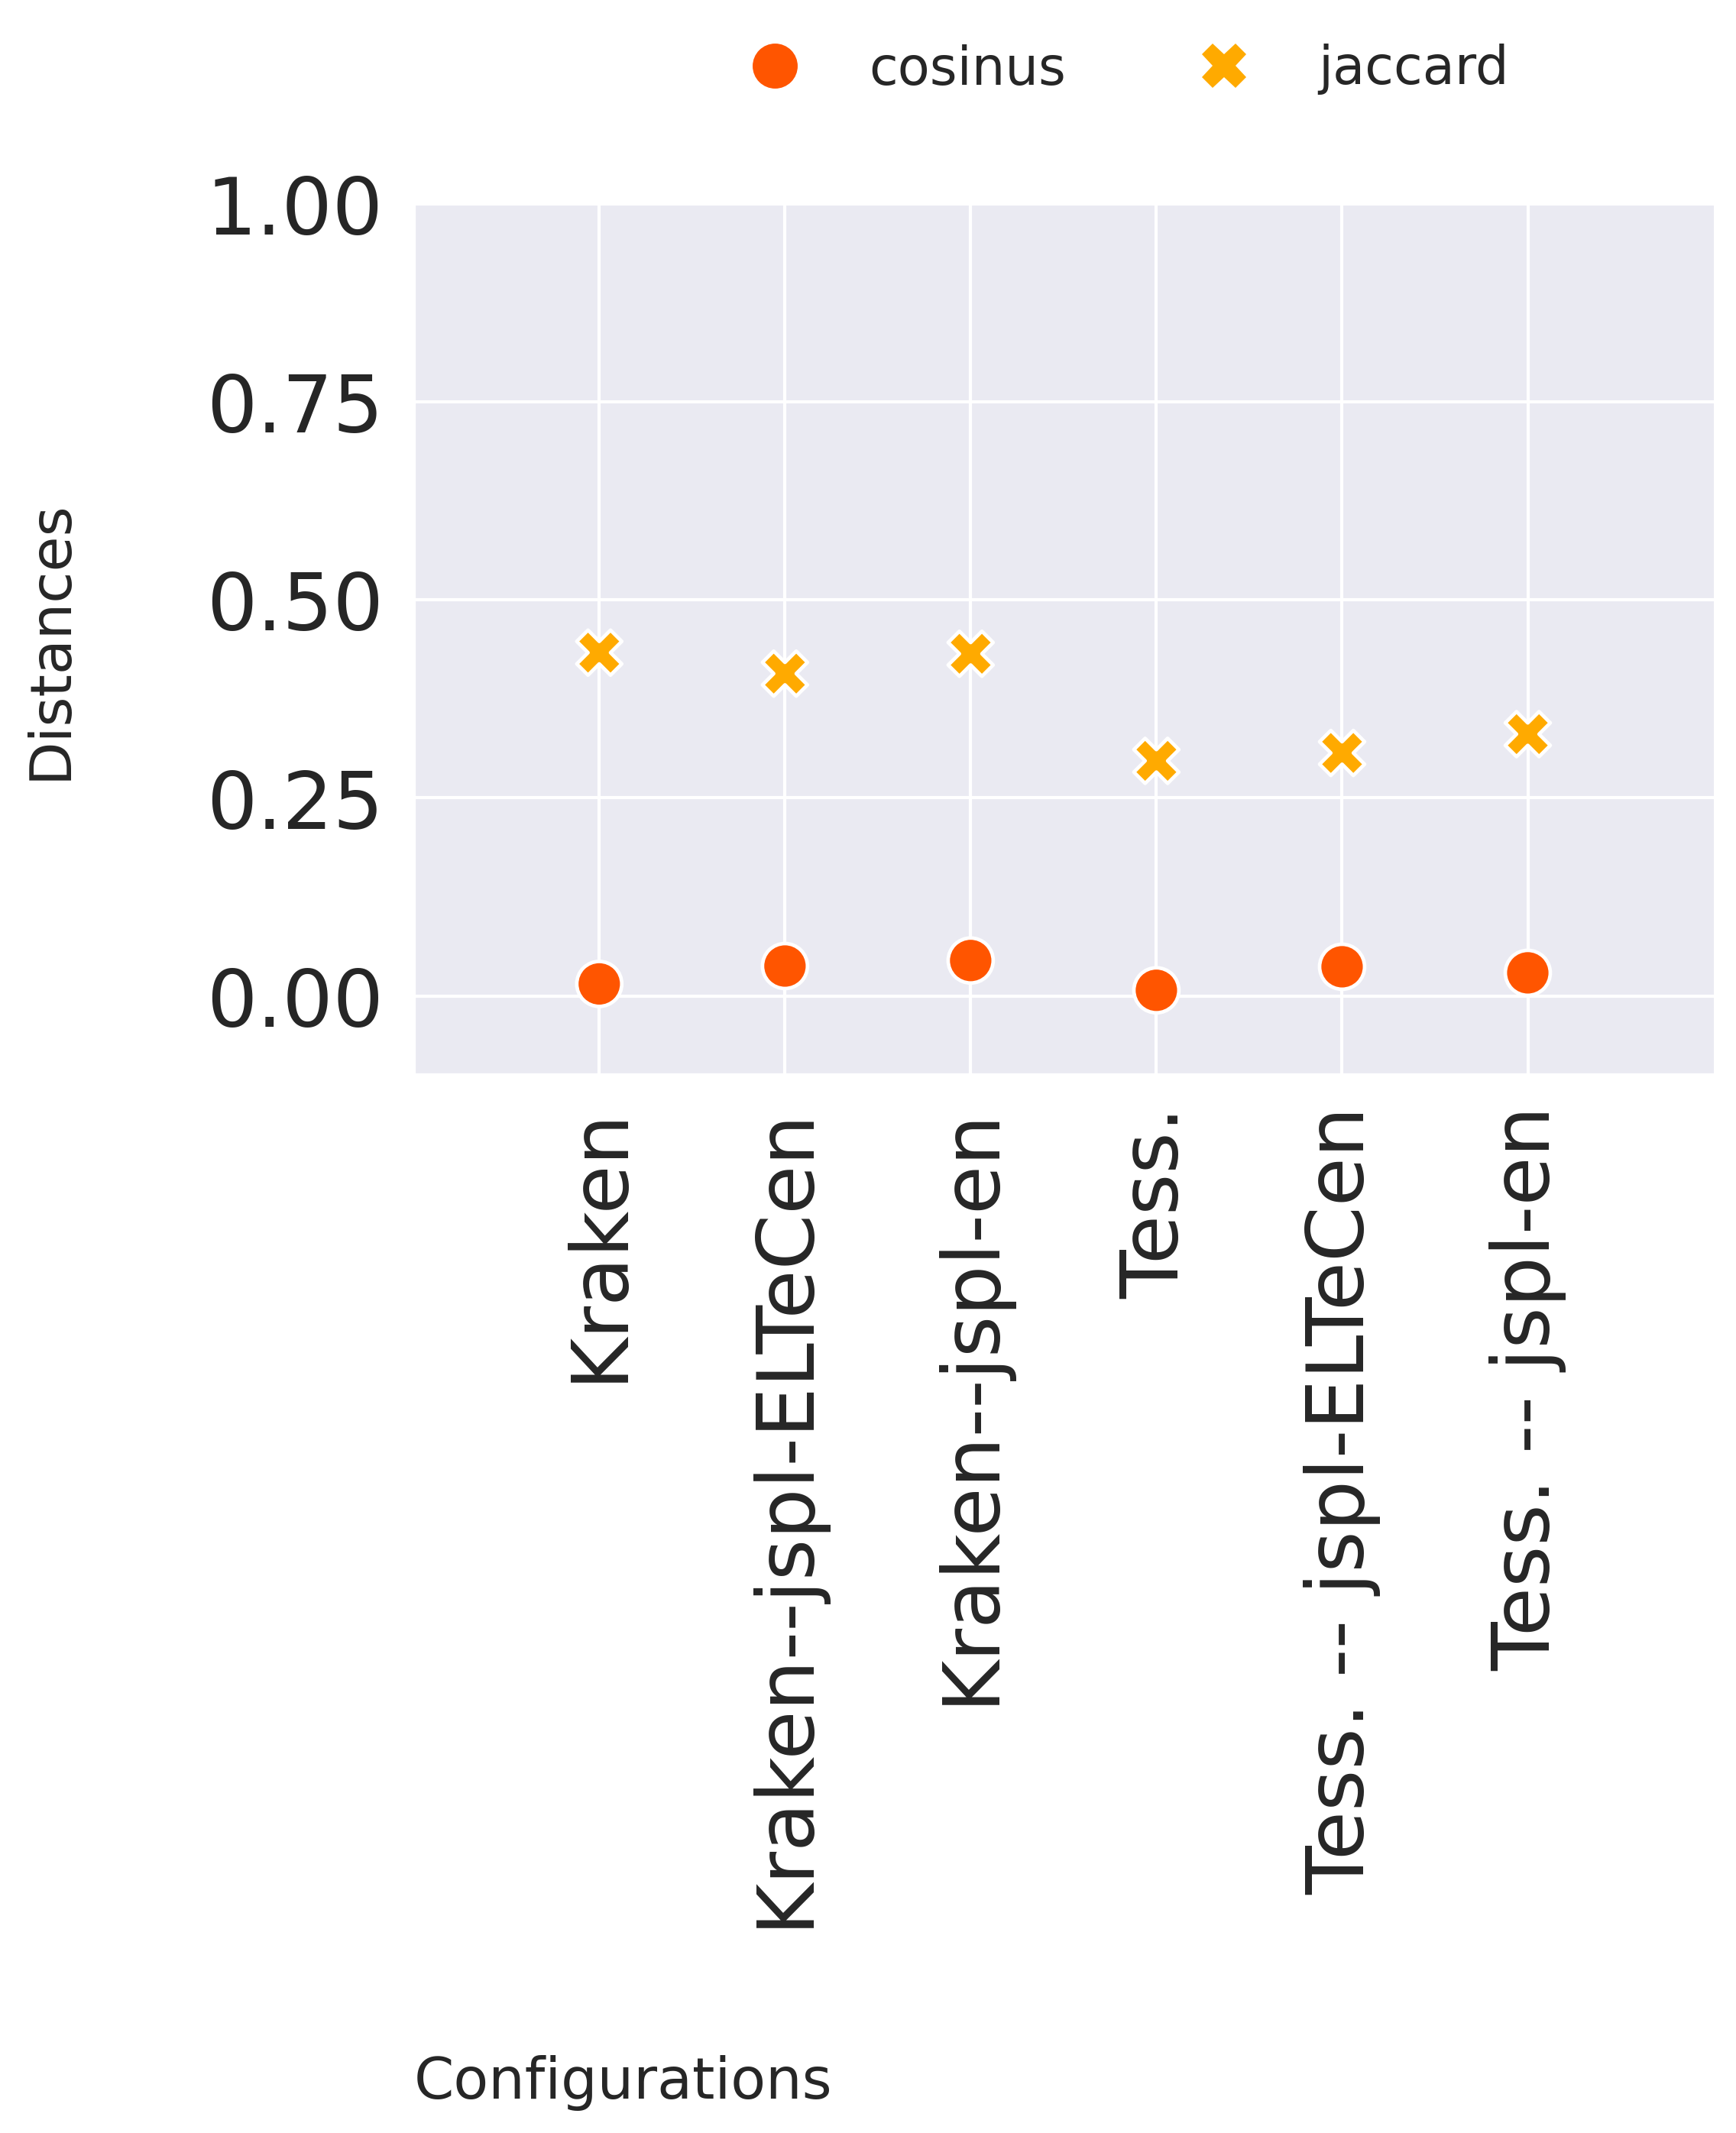 cosinus jaccard
1.00
0.75
0.50
0.25
0.00
Distances
Kraken
Kraken--jspl-ELTeCen
Kraken--jspl-en
Tess.
Tess. -- jspl-ELTeCen
Tess. -- jspl-en
Configurations